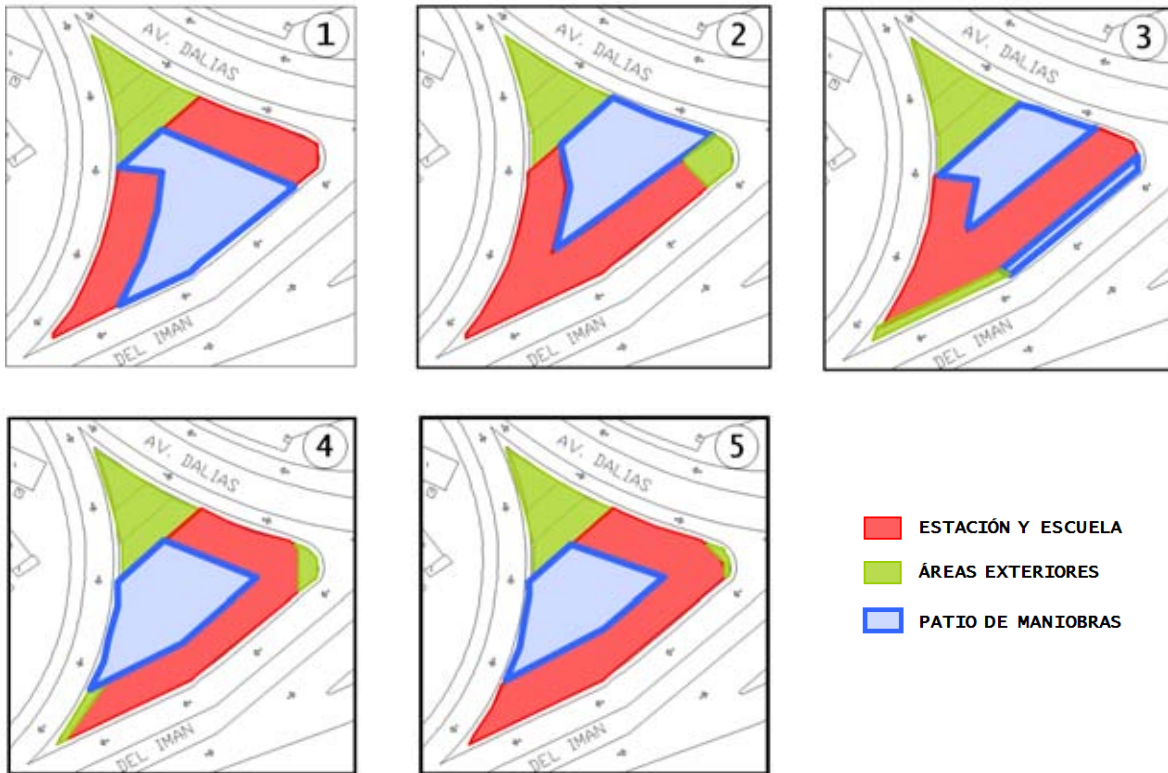 1
AV. DALIAS
DEL IMAN
2
AV. DALIAS
DEL IMAN
3
AV. DALIAS
DEL IMAN
4
AV. DALIAS
DEL IMAN
5
AV. DALIAS
DEL IMAN
ESTACIÓN Y ESCUELA
ÁREAS EXTERIORES
PATIO DE MANIOBRAS